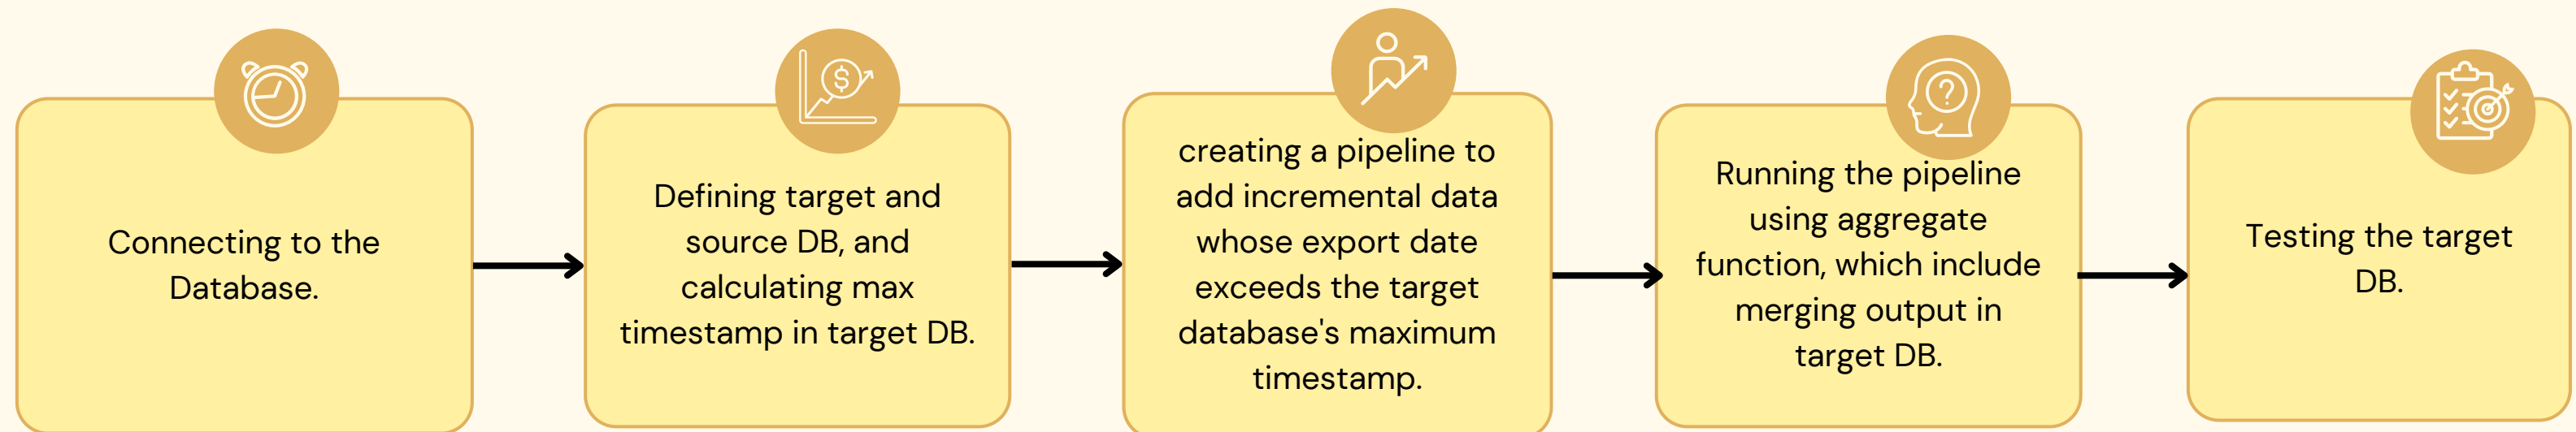 Connecting to the
Database.
Defining target and
source DB, and
calculating max
timestamp in target DB.
creating a pipeline to
add incremental data
whose export date
exceeds the target
database's maximum
timestamp.
Running the pipeline
using aggregate
function, which include
merging output in
target DB.
Testing the target
DB.